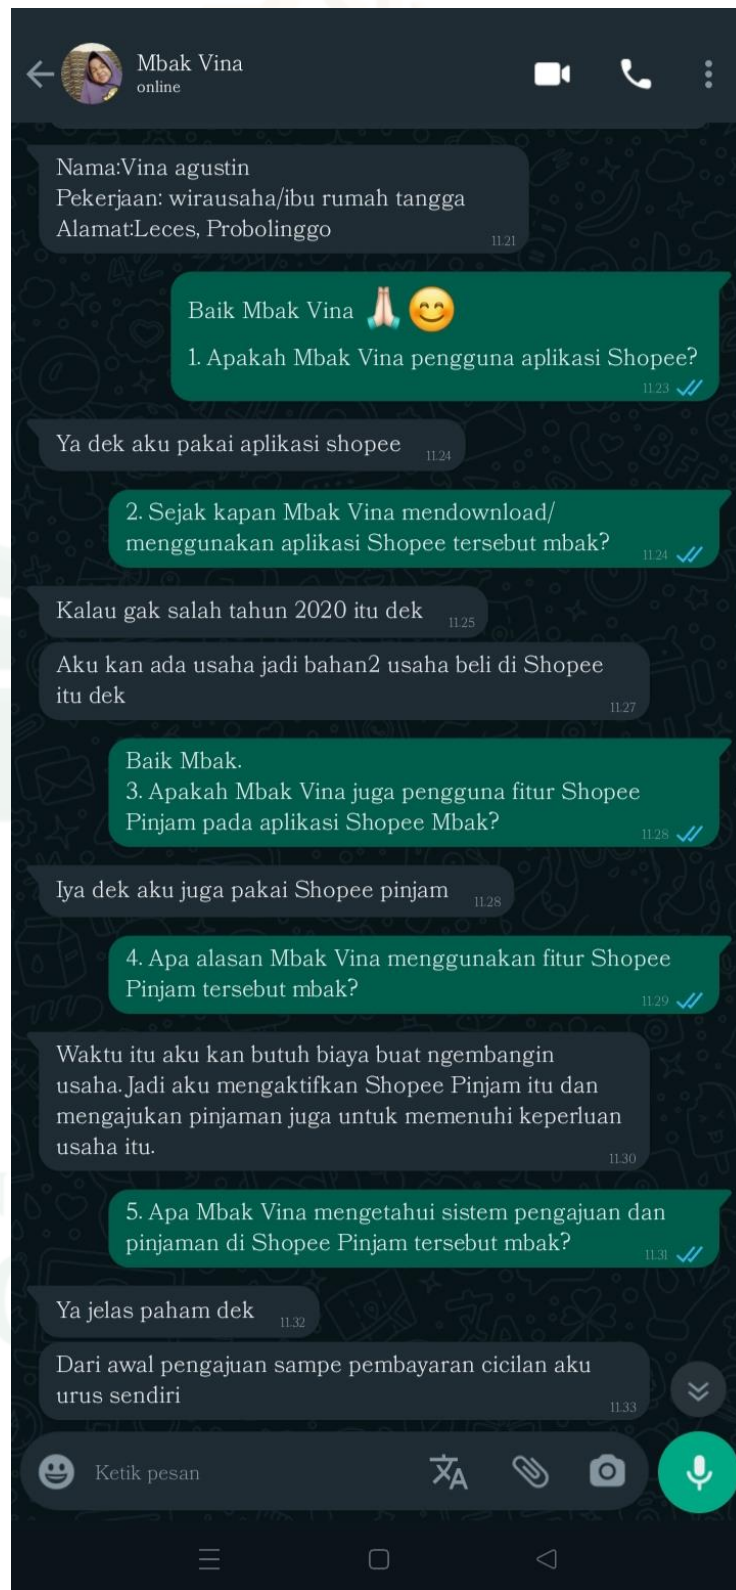 Mbak Vina
online
Nama:Vina agustin
Pekerjaan: wirausaha/ibu rumah tangga
Alamat:Leces, Probolinggo
11.21
Baik Mbak Vina 🙏🏻😊
1. Apakah Mbak Vina pengguna aplikasi Shopee?
11.23
Ya dek aku pakai aplikasi shopee
11.24
2. Sejak kapan Mbak Vina mendownload/
menggunakan aplikasi Shopee tersebut mbak?
11.24
Kalau gak salah tahun 2020 itu dek
11.25
Aku kan ada usaha jadi bahan2 usaha beli di Shopee
itu dek
11.27
Baik Mbak.
3. Apakah Mbak Vina juga pengguna fitur Shopee
Pinjam pada aplikasi Shopee Mbak?
11.28
Iya dek aku juga pakai Shopee pinjam
11.28
4. Apa alasan Mbak Vina menggunakan fitur Shopee
Pinjam tersebut mbak?
11.29
Waktu itu aku kan butuh biaya buat ngembangin
usaha. Jadi aku mengaktifkan Shopee Pinjam itu dan
mengajukan pinjaman juga untuk memenuhi keperluan
usaha itu.
11.30
5. Apa Mbak Vina mengetahui sistem pengajuan dan
pinjaman di Shopee Pinjam tersebut mbak?
11.31
Ya jelas paham dek
11.32
Dari awal pengajuan sampe pembayaran cicilan aku
urus sendiri
11.33
Ketik pesan